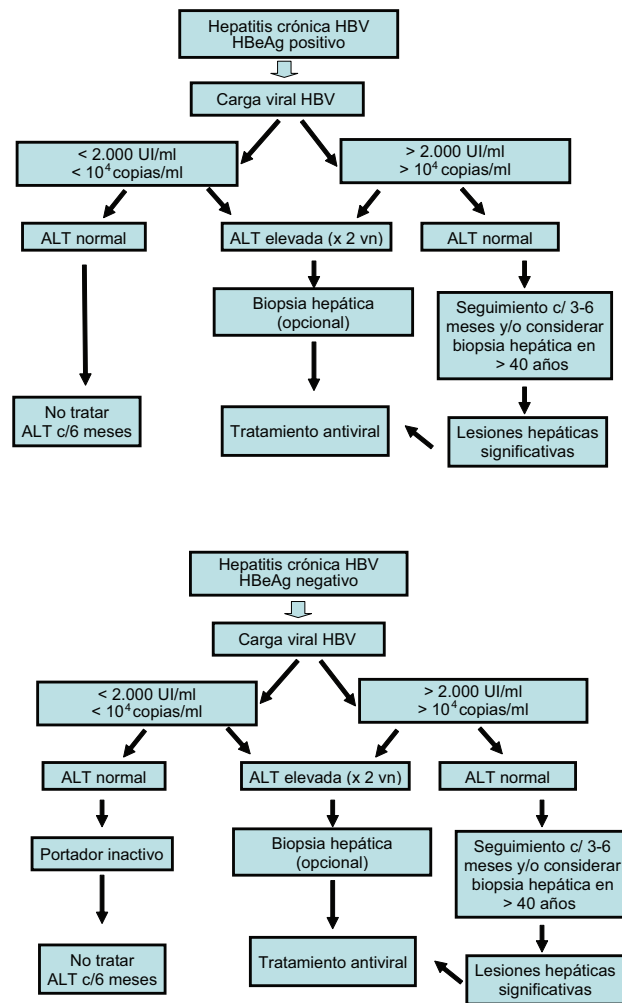 Hepatitis crónica HBV
HBeAg positivo
Carga viral HBV
< 2.000 UI/ml
< 10⁴ copias/ml
> 2.000 UI/ml
> 10⁴ copias/ml
ALT normal
ALT elevada (x 2 vn)
ALT normal
Biopsia hepática
(opcional)
Seguimiento c/ 3-6
meses y/o considerar
biopsia hepática en
> 40 años
No tratar
ALT c/6 meses
Tratamiento antiviral
Lesiones hepáticas
significativas
Hepatitis crónica HBV
HBeAg negativo
Carga viral HBV
< 2.000 UI/ml
< 10⁴ copias/ml
> 2.000 UI/ml
> 10⁴ copias/ml
ALT normal
ALT elevada (x 2 vn)
ALT normal
Portador inactivo
Biopsia hepática
(opcional)
Seguimiento c/ 3-6
meses y/o considerar
biopsia hepática en
> 40 años
No tratar
ALT c/6 meses
Tratamiento antiviral
Lesiones hepáticas
significativas